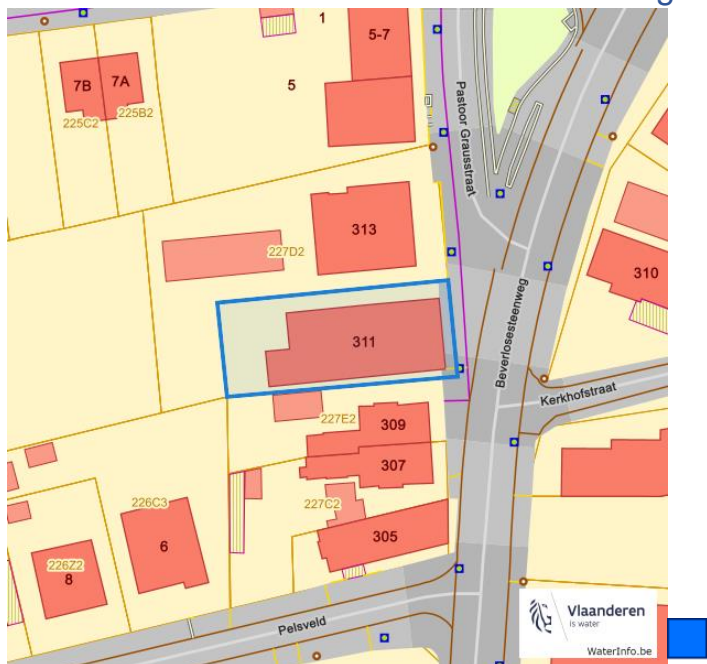 1
5-7
7B
7A
5
225C2
225B2
Pastoor Grausstraat
313
227D2
310
311
Beverlosesteenweg
Kerkhofstraat
309
227E2
307
226C3
227C2
305
6
226Z2
8
Pelsveld
Vlaanderen
is water
WaterInfo.be